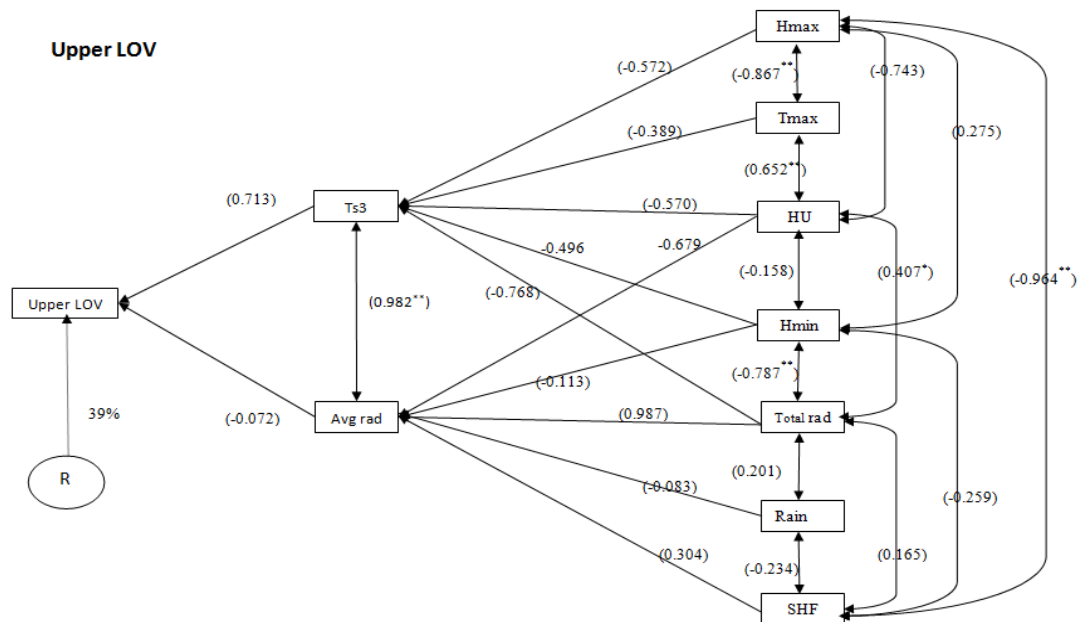 Upper LOV
Hmax
(-0.572)
(-0.867**)
(-0.743)
Tmax
(-0.389)
(0.275)
(0.652**)
(0.713)
Ts3
(-0.570)
HU
-0.496
-0.679
(-0.158)
(0.407*)
(-0.964**)
(-0.768)
(0.982**)
Upper LOV
Hmin
(-0.113)
(-0.787**)
39%
(-0.072)
Avg rad
(0.987)
Total rad
(0.201)
R
(-0.083)
(-0.259)
Rain
(0.304)
(-0.234)
(0.165)
SHF